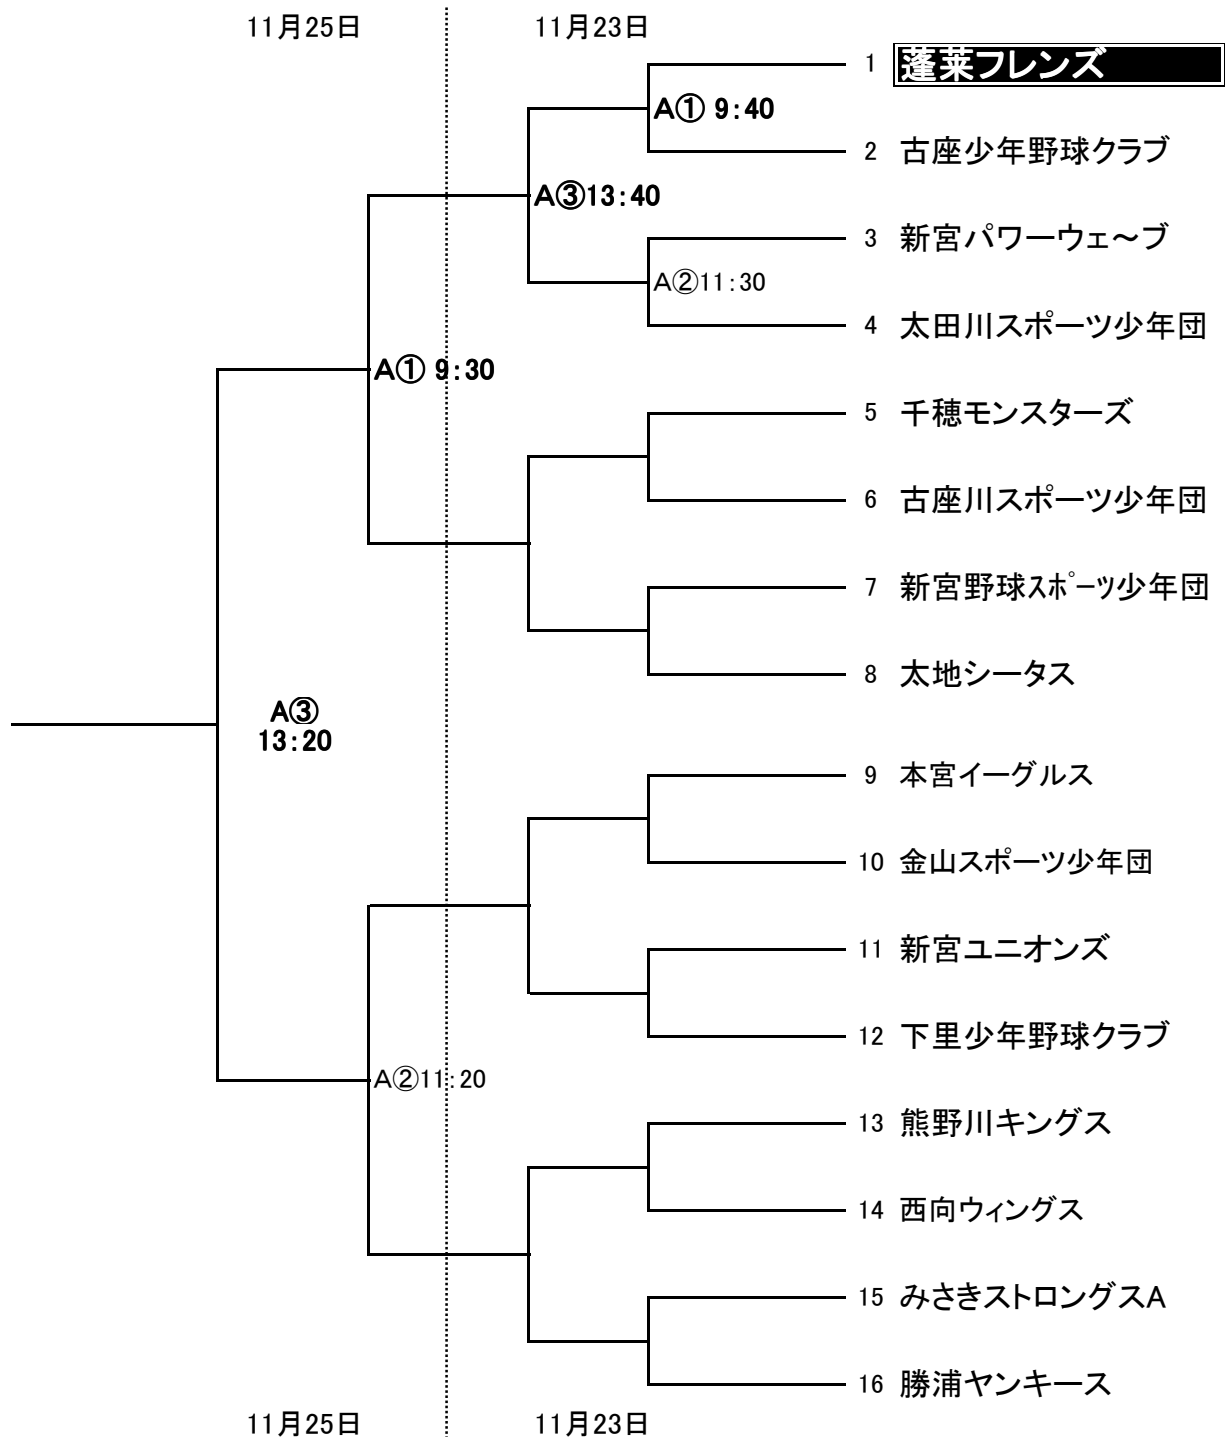 11月25日
11月23日
1 蓬莱フレンズ
A① 9:40
2 古座少年野球クラブ
A③13:40
3 新宮パワーウェ～ブ
A②11:30
4 太田川スポーツ少年団
A① 9:30
5 千穂モンスターズ
6 古座川スポーツ少年団
7 新宮野球ｽﾎﾟｰﾂ少年団
8 太地シータス
A③
13:20
9 本宮イーグルス
10 金山スポーツ少年団
11 新宮ユニオンズ
12 下里少年野球クラブ
A②11:20
13 熊野川キングス
14 西向ウィングス
15 みさきストロングスA
16 勝浦ヤンキース
11月25日
11月23日